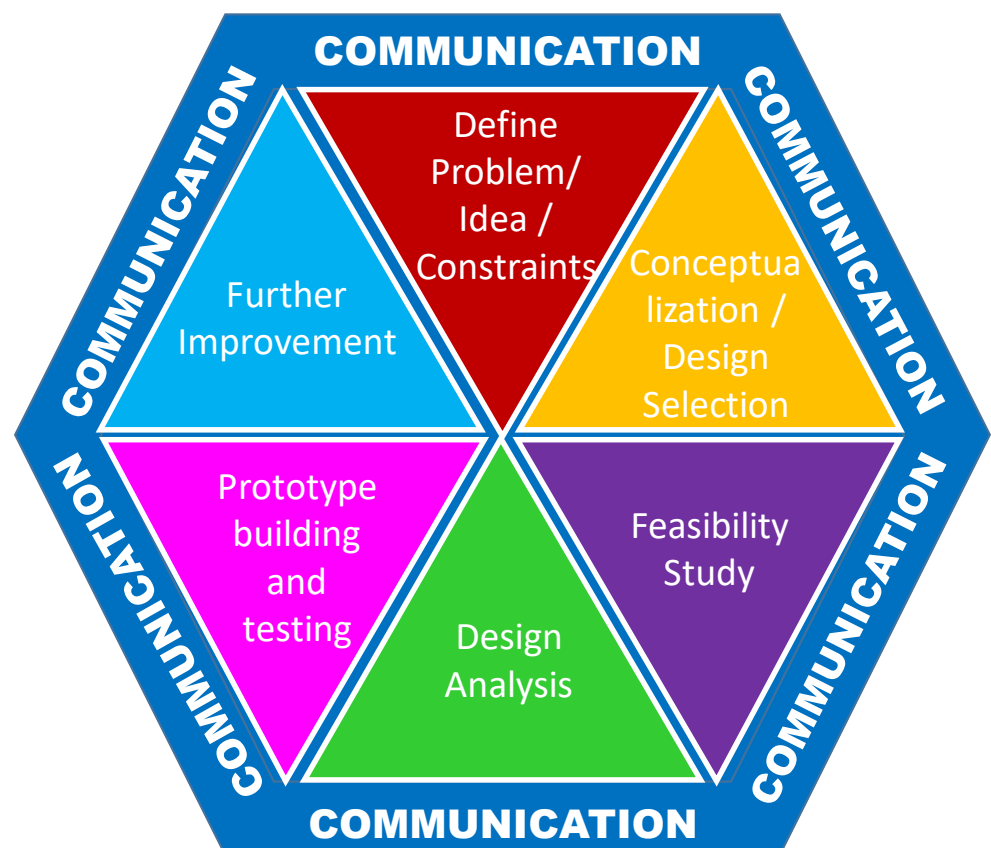 COMMUNICATION
COMMUNICATION
COMMUNICATION
Define
Problem/
Idea /
Constraints
Conceptua
lization /
Design
Selection
Further
Improvement
Prototype
building
and
testing
Feasibility
Study
Design
Analysis
COMMUNICATION
COMMUNICATION
COMMUNICATION